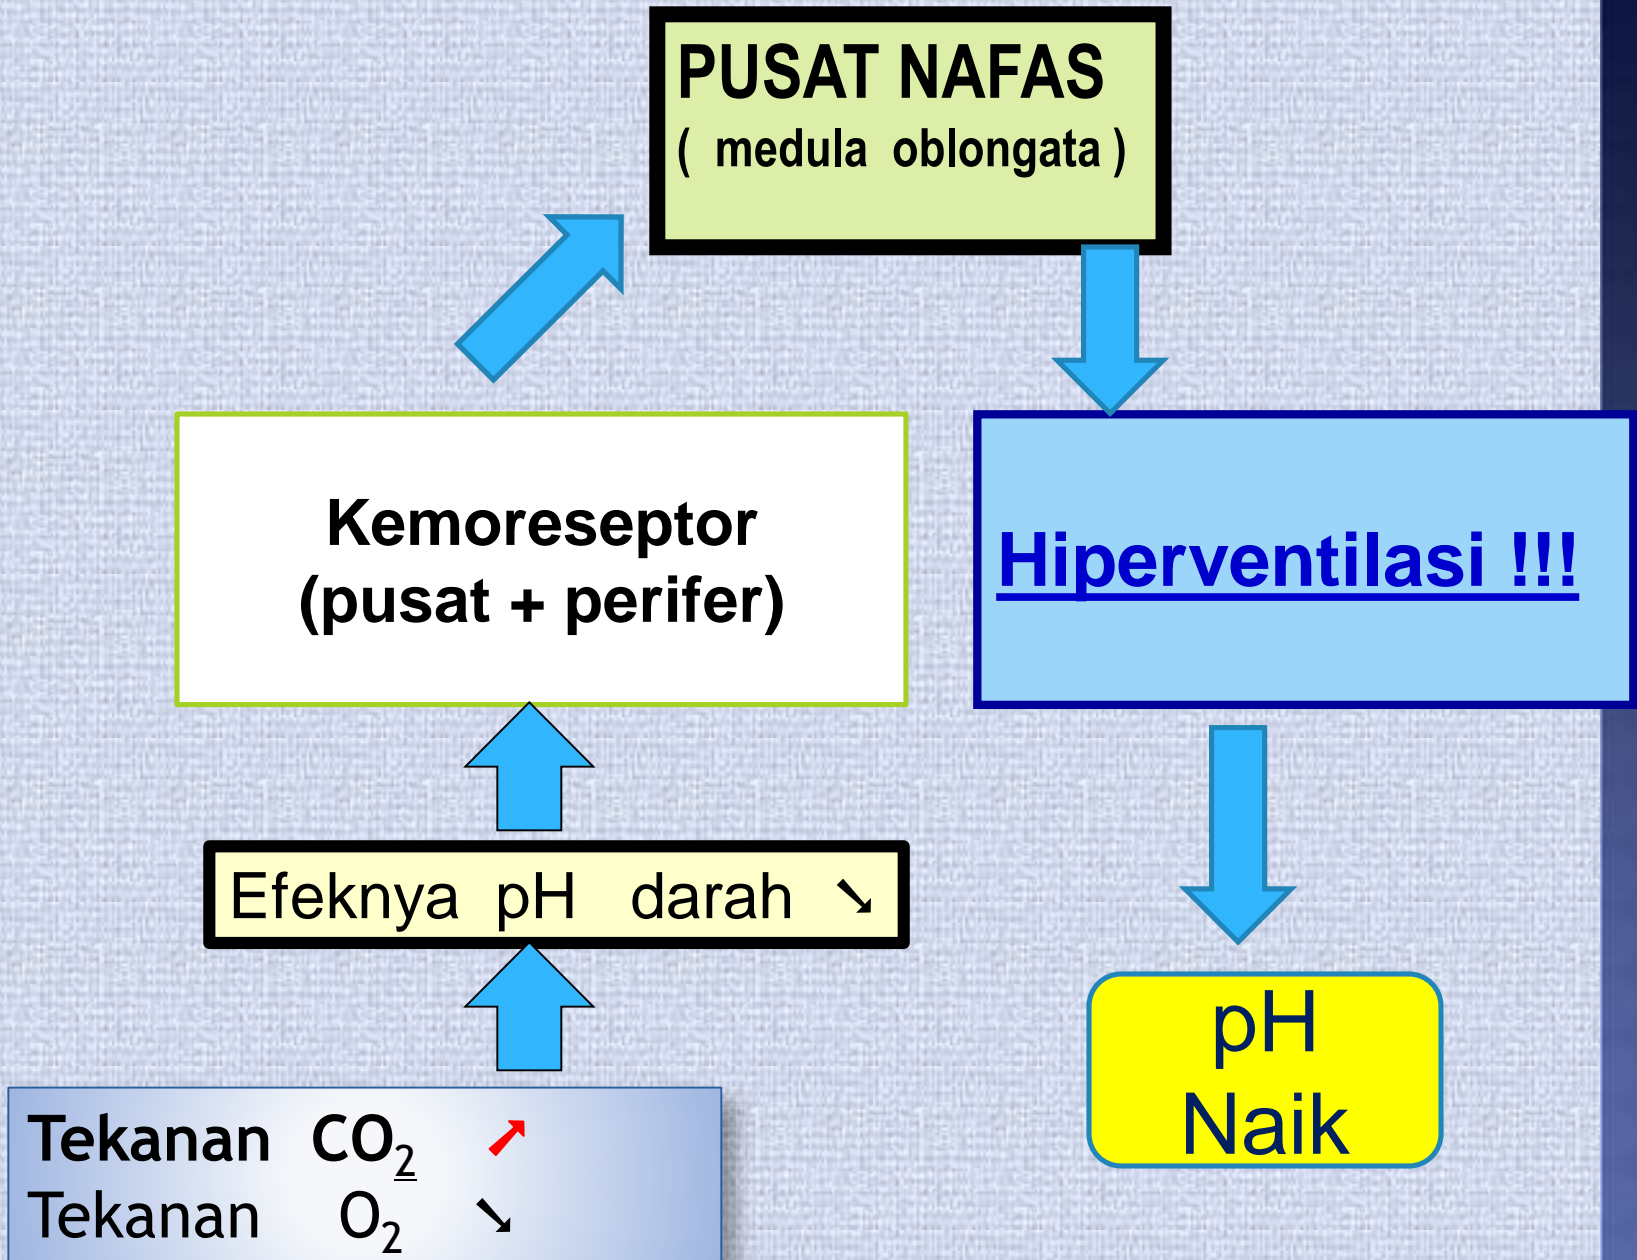 PUSAT NAFAS
( medula oblongata )
Kemoreseptor
(pusat + perifer)
Hiperventilasi !!!
Efeknya pH darah ➘
pH
Naik
Tekanan CO₂ ➚
Tekanan O₂ ➘